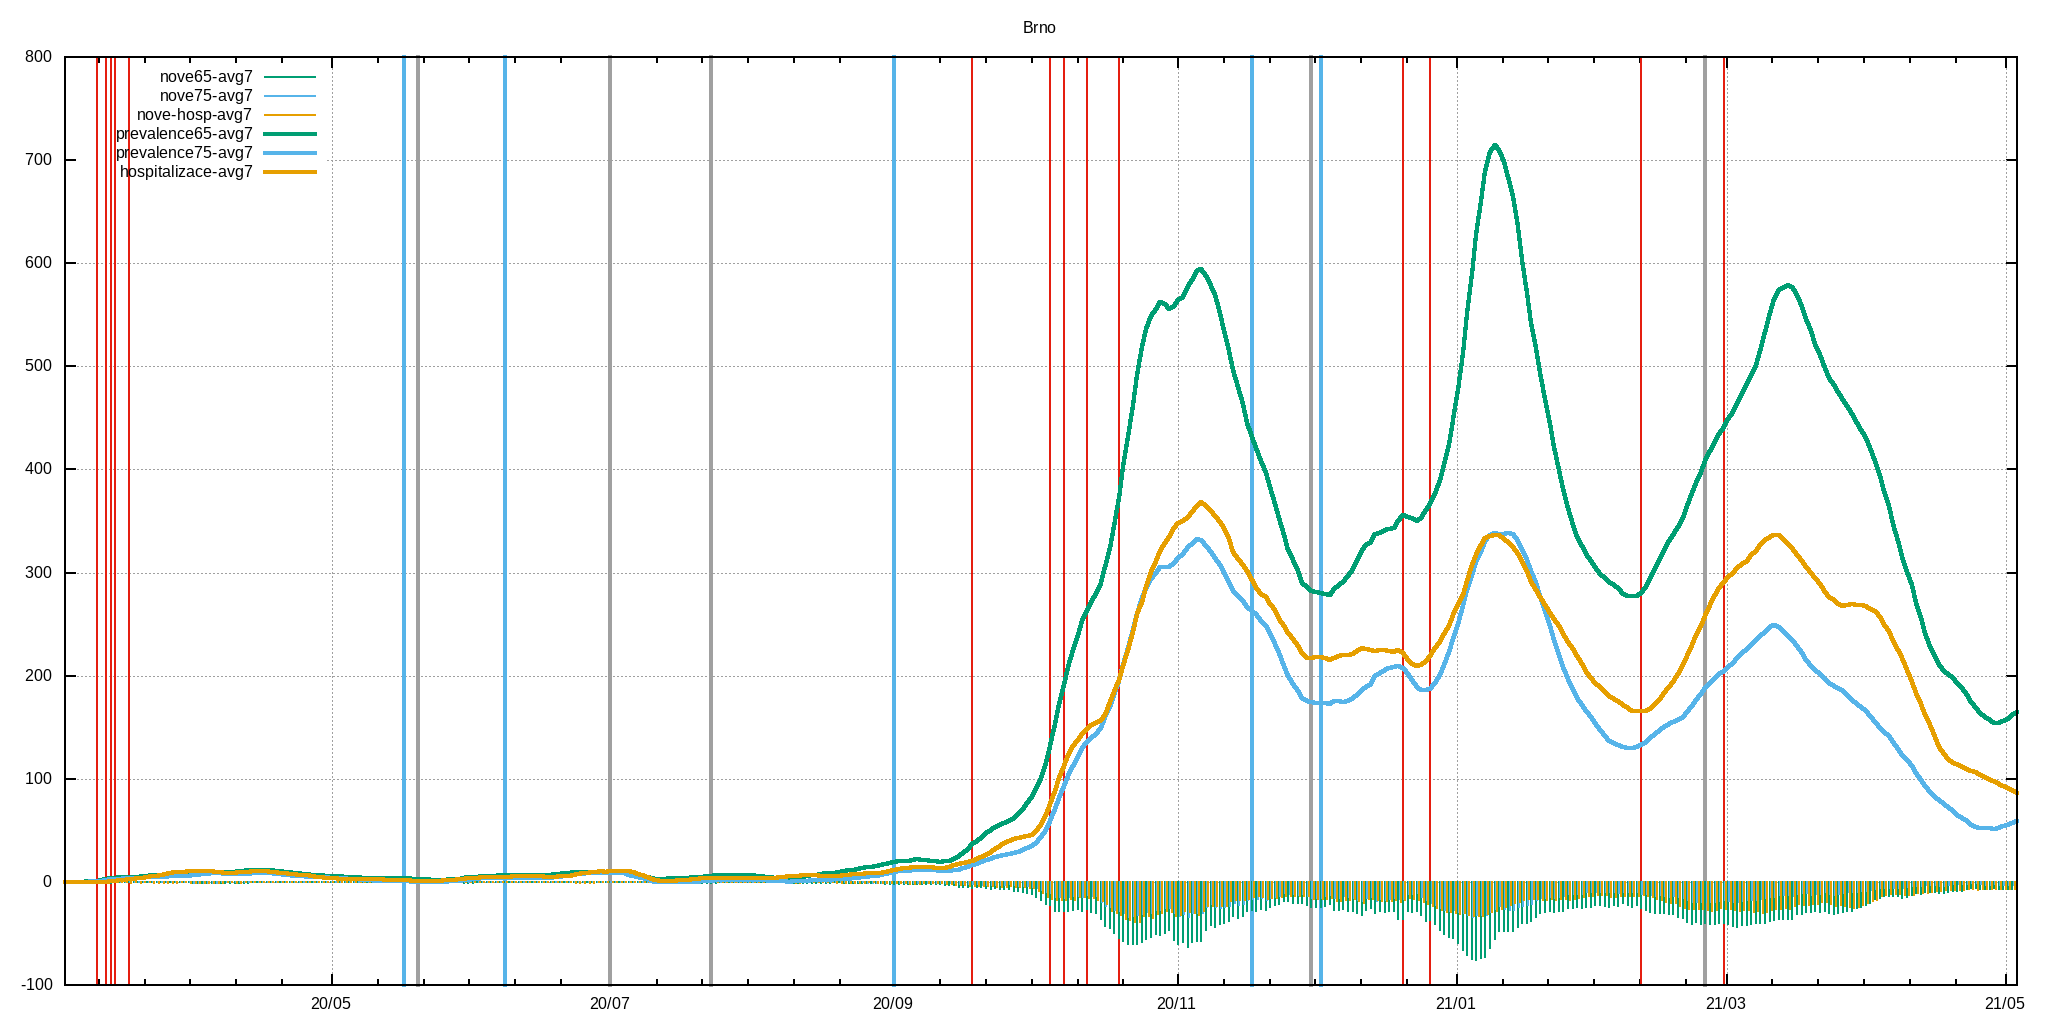 Brno
800
700
600
500
400
300
200
100
0
-100
nove65-avg7
nove75-avg7
nove-hosp-avg7
prevalence65-avg7
prevalence75-avg7
hospitalizace-avg7
20/05 20/07 20/09 20/11 21/01 21/03 21/05